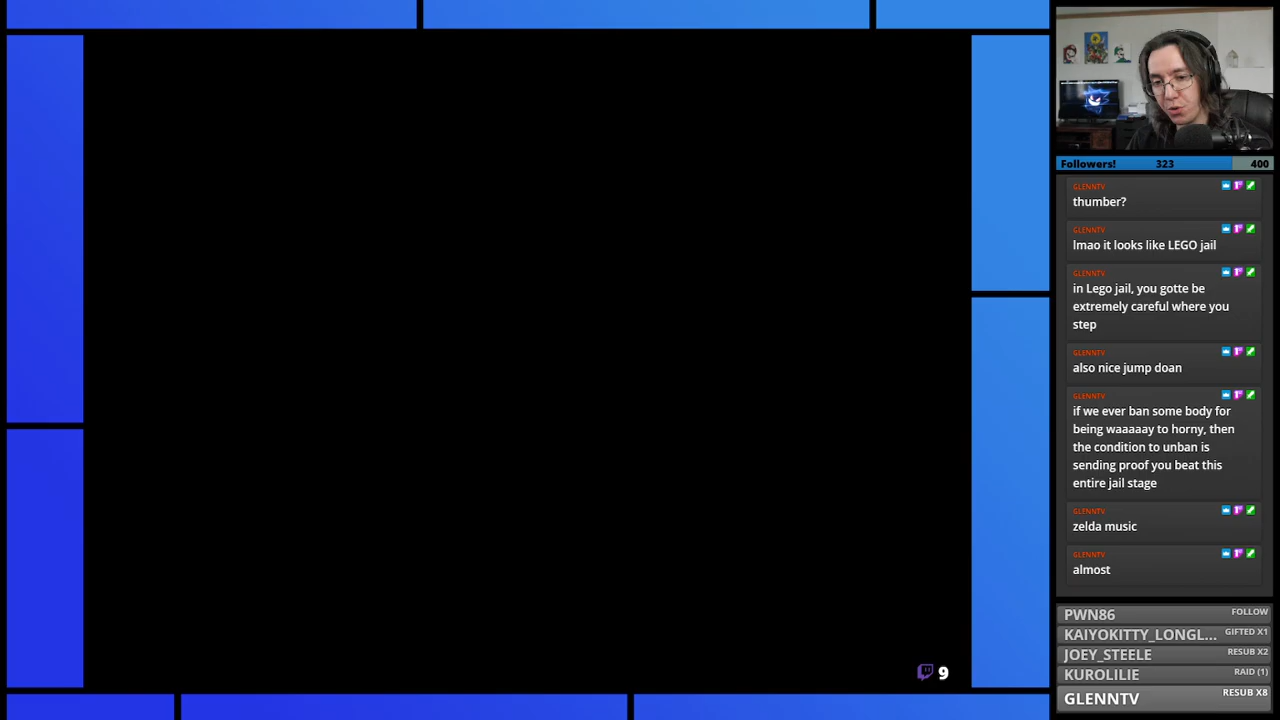 Followers! 323 400
GLENNTV
thumber?
GLENNTV
lmao it looks like LEGO jail
GLENNTV
in Lego jail, you gotte be
extremely careful where you
step
GLENNTV
also nice jump doan
GLENNTV
if we ever ban some body for
being waaaaay to horny, then
the condition to unban is
sending proof you beat this
entire jail stage
GLENNTV
zelda music
GLENNTV
almost
9
PWN86 FOLLOW
KAIYOKITTY_LONGL... GIFTED X1
JOEY_STEELE RESUB X2
KUROLILIE RAID (1)
GLENNTV RESUB X8